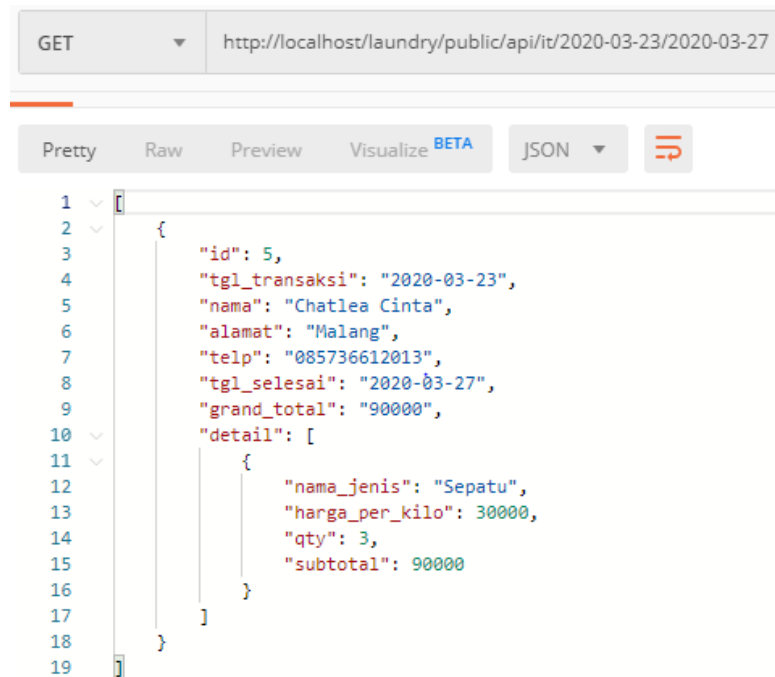 GET http://localhost/laundry/public/api/it/2020-03-23/2020-03-27
Pretty Raw Preview Visualize BETA JSON
1 [
2 {
3 "id": 5,
4 "tgl_transaksi": "2020-03-23",
5 "nama": "Chatlea Cinta",
6 "alamat": "Malang",
7 "telp": "085736612013",
8 "tgl_selesai": "2020-03-27",
9 "grand_total": "90000",
10 "detail": [
11 {
12 "nama_jenis": "Sepatu",
13 "harga_per_kilo": 30000,
14 "qty": 3,
15 "subtotal": 90000
16 }
17 ]
18 }
19 ]